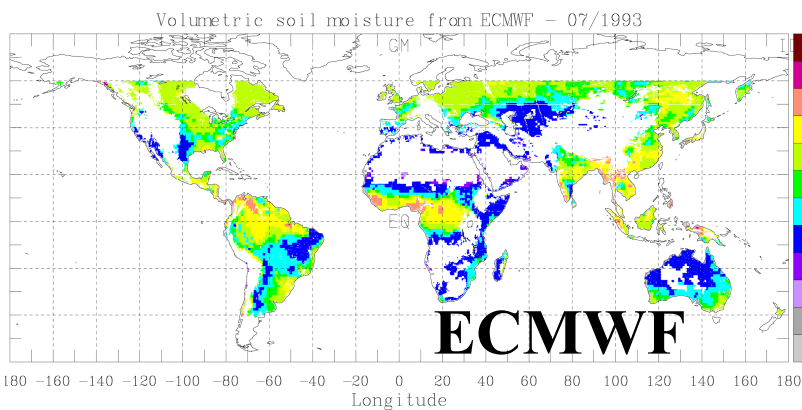 Volumetric soil moisture from ECMWF – 07/1993
GM
EQ
ECMWF
180 −160 −140 −120 −100 −80 −60 −40 −20 0 20 40 60 80 100 120 140 160 180
Longitude